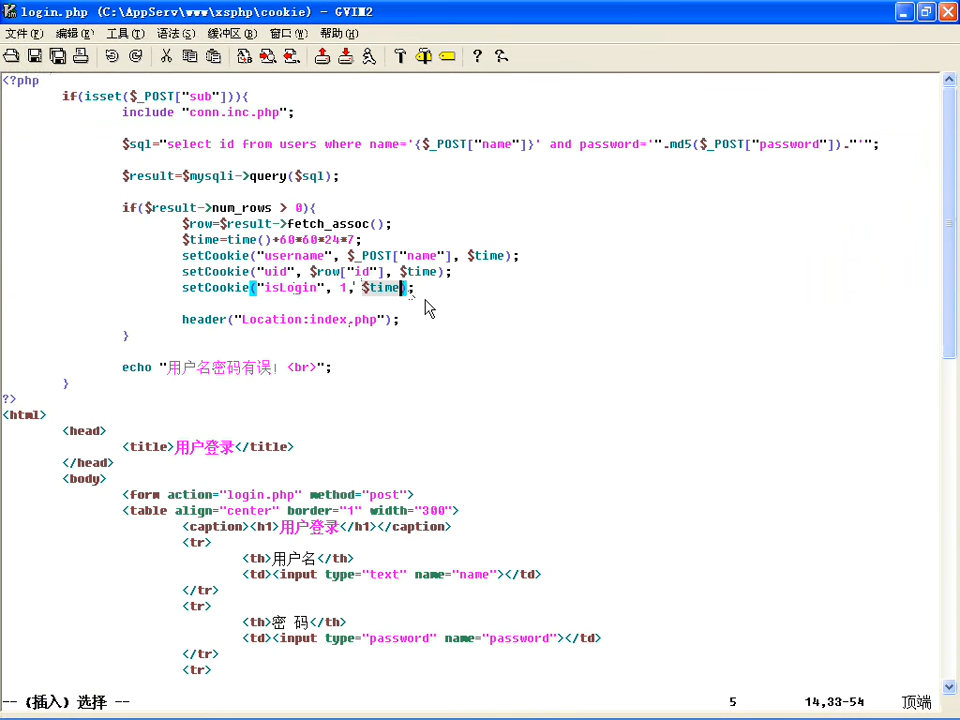 login.php (C:\AppServ\www\xsphp\cookie) - GVIM2
文件(F) 编辑(E) 工具(T) 语法(S) 缓冲区(B) 窗口(W) 帮助(H)
<?php
if(isset($_POST["sub"])){
include "conn.inc.php";
$sql="select id from users where name='{$_POST["name"]}' and password='".md5($_POST["password"])."'";
$result=$mysqli->query($sql);
if($result->num_rows > 0){
$row=$result->fetch_assoc();
$time=time()+60*60*24*7;
setCookie("username", $_POST["name"], $time);
setCookie("uid", $row["id"], $time);
setCookie("isLogin", 1, $time);
header("Location:index.php");
}
echo "用户名密码有误! <br>";
}
?>
<html>
<head>
<title>用户登录</title>
</head>
<body>
<form action="login.php" method="post">
<table align="center" border="1" width="300">
<caption><h1>用户登录</h1></caption>
<tr>
<th>用户名</th>
<td><input type="text" name="name"></td>
</tr>
<tr>
<th>密 码</th>
<td><input type="password" name="password"></td>
</tr>
<tr>
-- (插入) 选择 -- 5 14,33-54 顶端